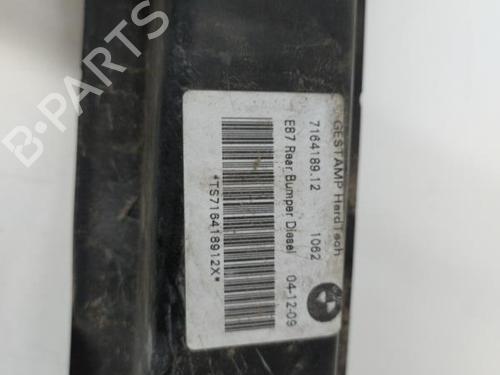 GESTAMP HardTech
7164189.12 1062
E87 Rear Bumper Diesel 04-12-09
*TS716418912X*
B-PARTS